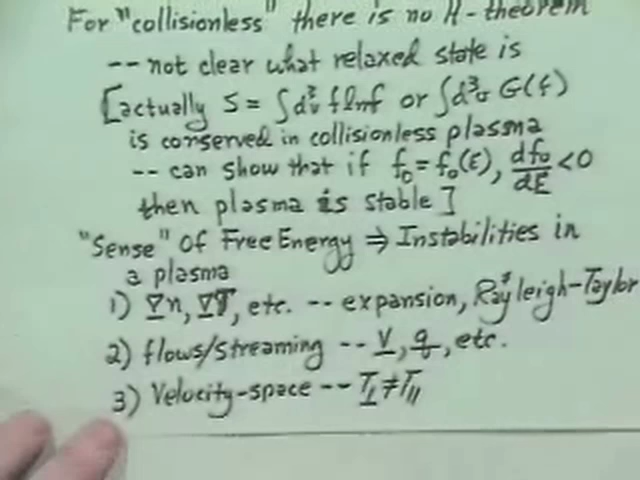 For "collisionless" there is no H-theorem
-- not clear what relaxed state is
[actually S = ∫d³v f ln f or ∫d³v G(f)
is conserved in collisionless plasma
-- can show that if f₀ = f₀(E), df₀/dE < 0
then plasma is stable]
"Sense" of Free Energy ⇒ Instabilities in
a plasma
1) ∇n, ∇T, etc. -- expansion, Rayleigh-Taylor
2) flows/streaming -- V, q, etc.
3) Velocity-space -- T⊥ ≠ T∥